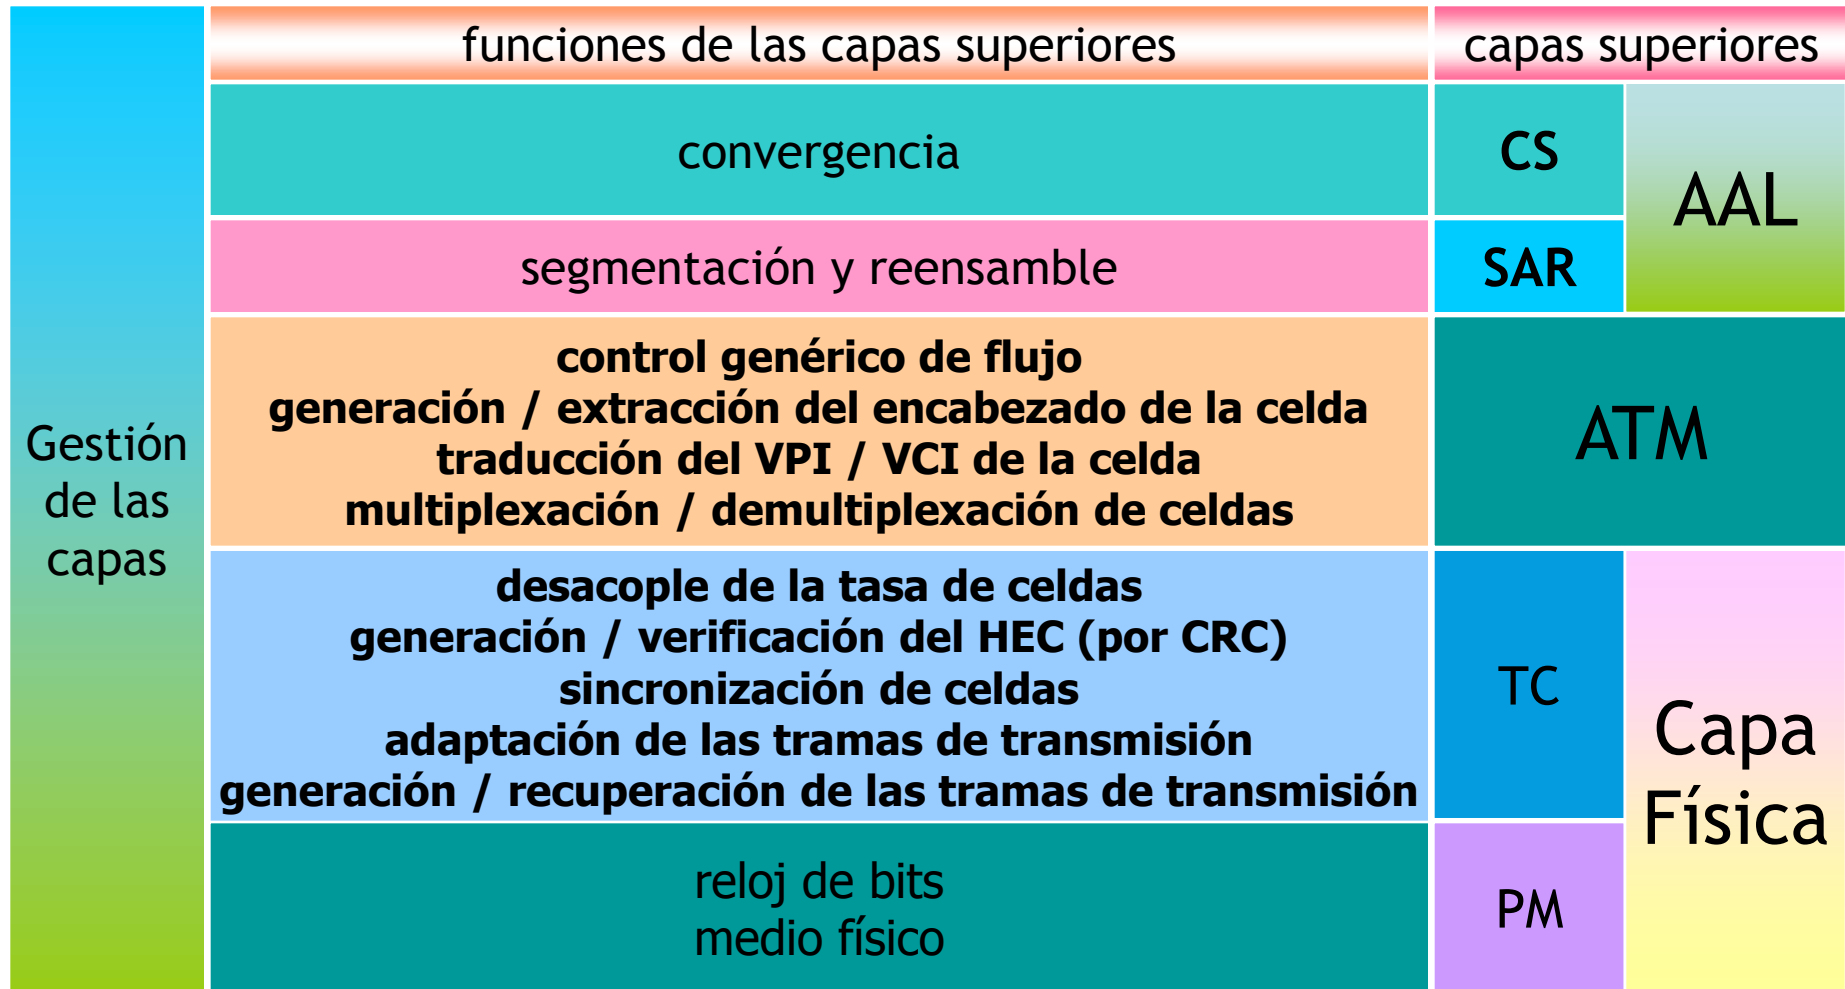 funciones de las capas superiores
capas superiores
convergencia
CS
AAL
segmentación y reensamble
SAR
Gestión
de las
capas
control genérico de flujo
generación / extracción del encabezado de la celda
traducción del VPI / VCI de la celda
multiplexación / demultiplexación de celdas
ATM
desacople de la tasa de celdas
generación / verificación del HEC (por CRC)
sincronización de celdas
adaptación de las tramas de transmisión
generación / recuperación de las tramas de transmisión
TC
Capa
Física
reloj de bits
medio físico
PM